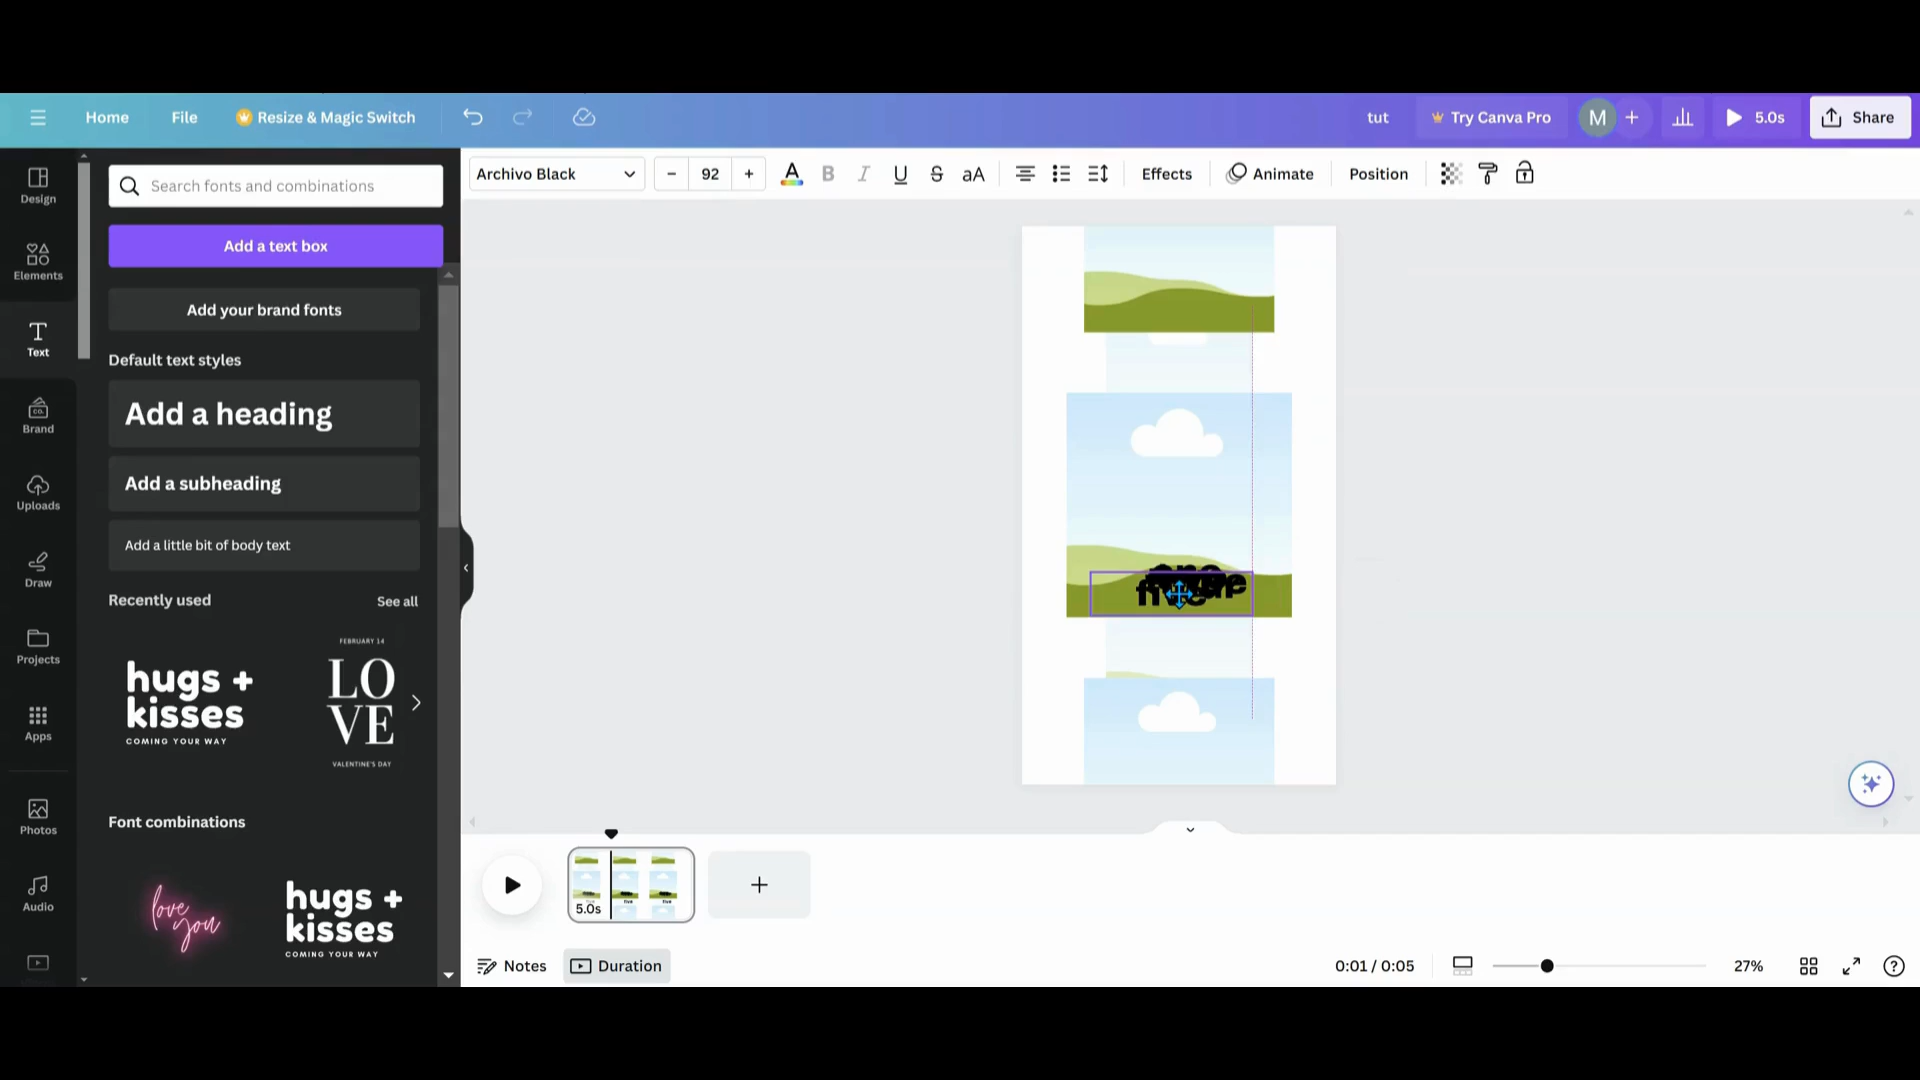 Home File Resize & Magic Switch tut Try Canva Pro M + 5.0s Share
Design
Elements
Text
Brand
Uploads
Draw
Projects
Apps
Photos
Audio
Search fonts and combinations
Add a text box
Add your brand fonts
Default text styles
Add a heading
Add a subheading
Add a little bit of body text
Recently used See all
hugs +
kisses
COMING YOUR WAY
FEBRUARY 14
LO
VE
VALENTINE'S DAY
Font combinations
love
you
hugs +
kisses
COMING YOUR WAY
Archivo Black – 92 + A B I U S aA Effects Animate Position
five
5.0s
+
Notes Duration 0:01 / 0:05 27% ?